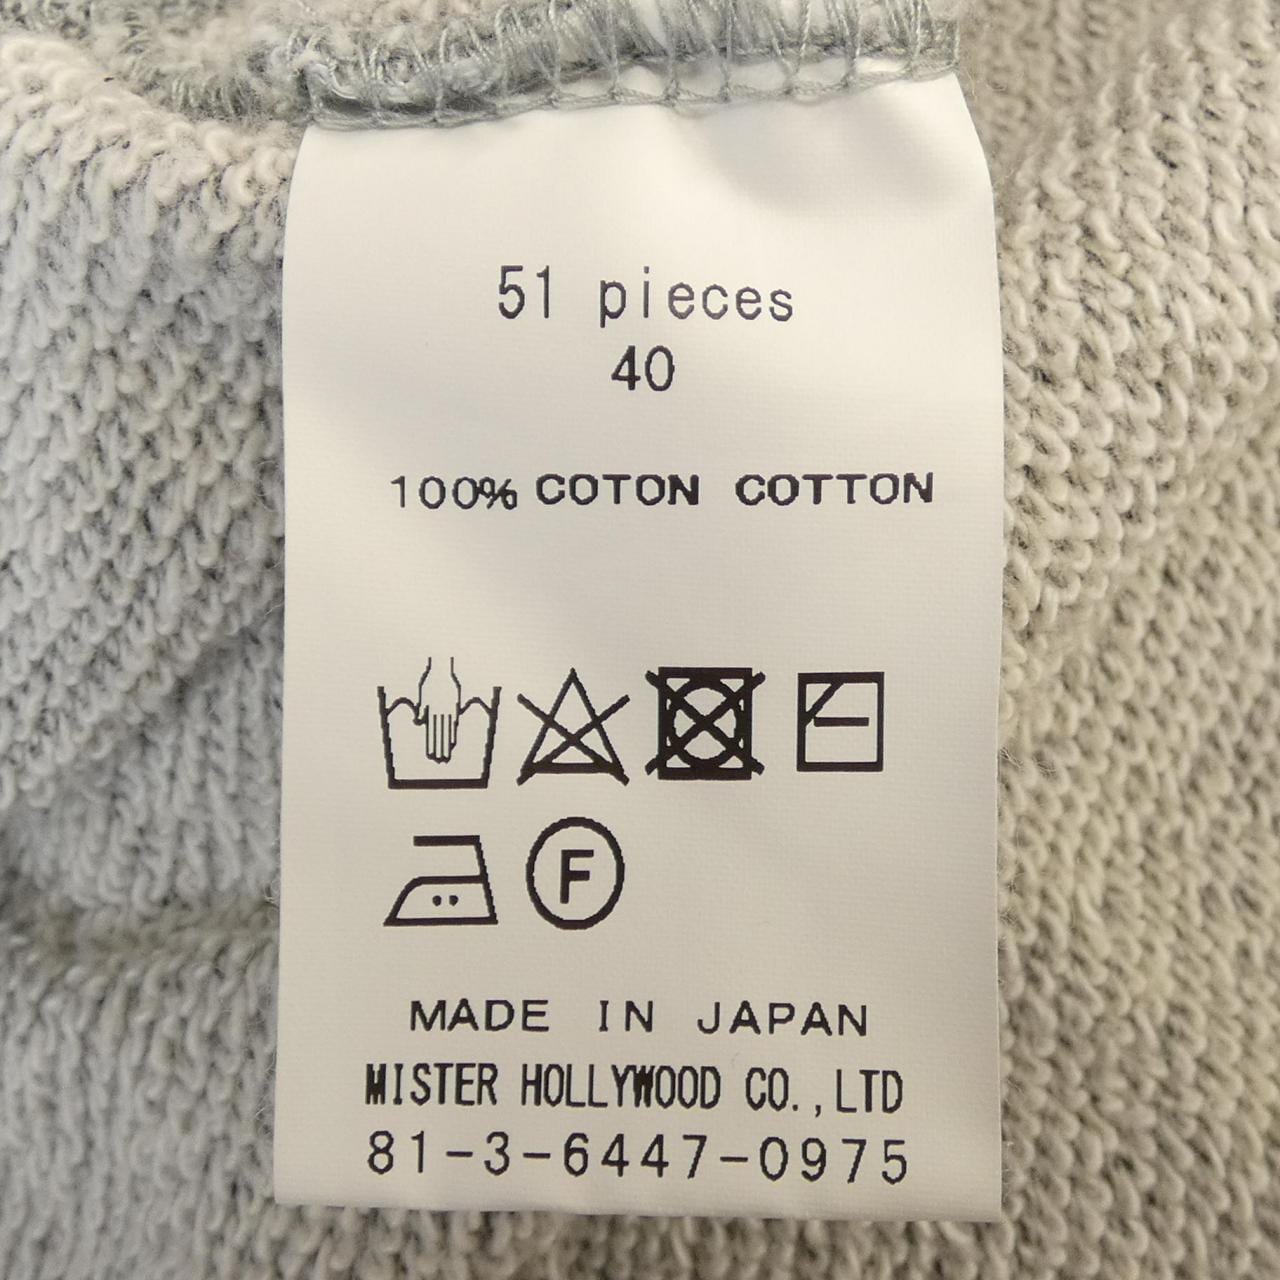 51 pieces
40
100% COTON COTTON
F
MADE IN JAPAN
MISTER HOLLYWOOD CO.,LTD
81-3-6447-0975